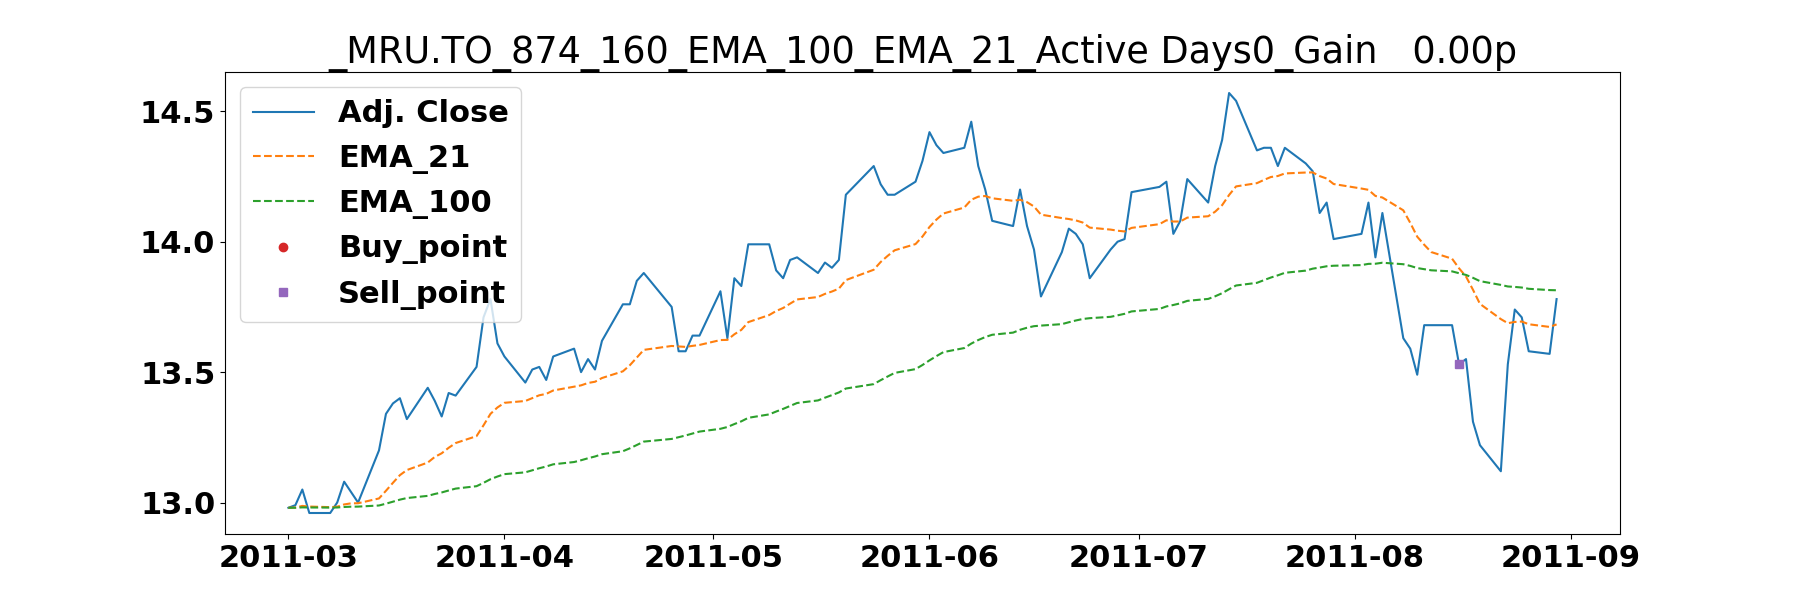 _MRU.TO_874_160_EMA_100_EMA_21_Active Days0_Gain   0.00p
Adj. Close
EMA_21
EMA_100
Buy_point
Sell_point
14.5
14.0
13.5
13.0
2011-03 2011-04 2011-05 2011-06 2011-07 2011-08 2011-09